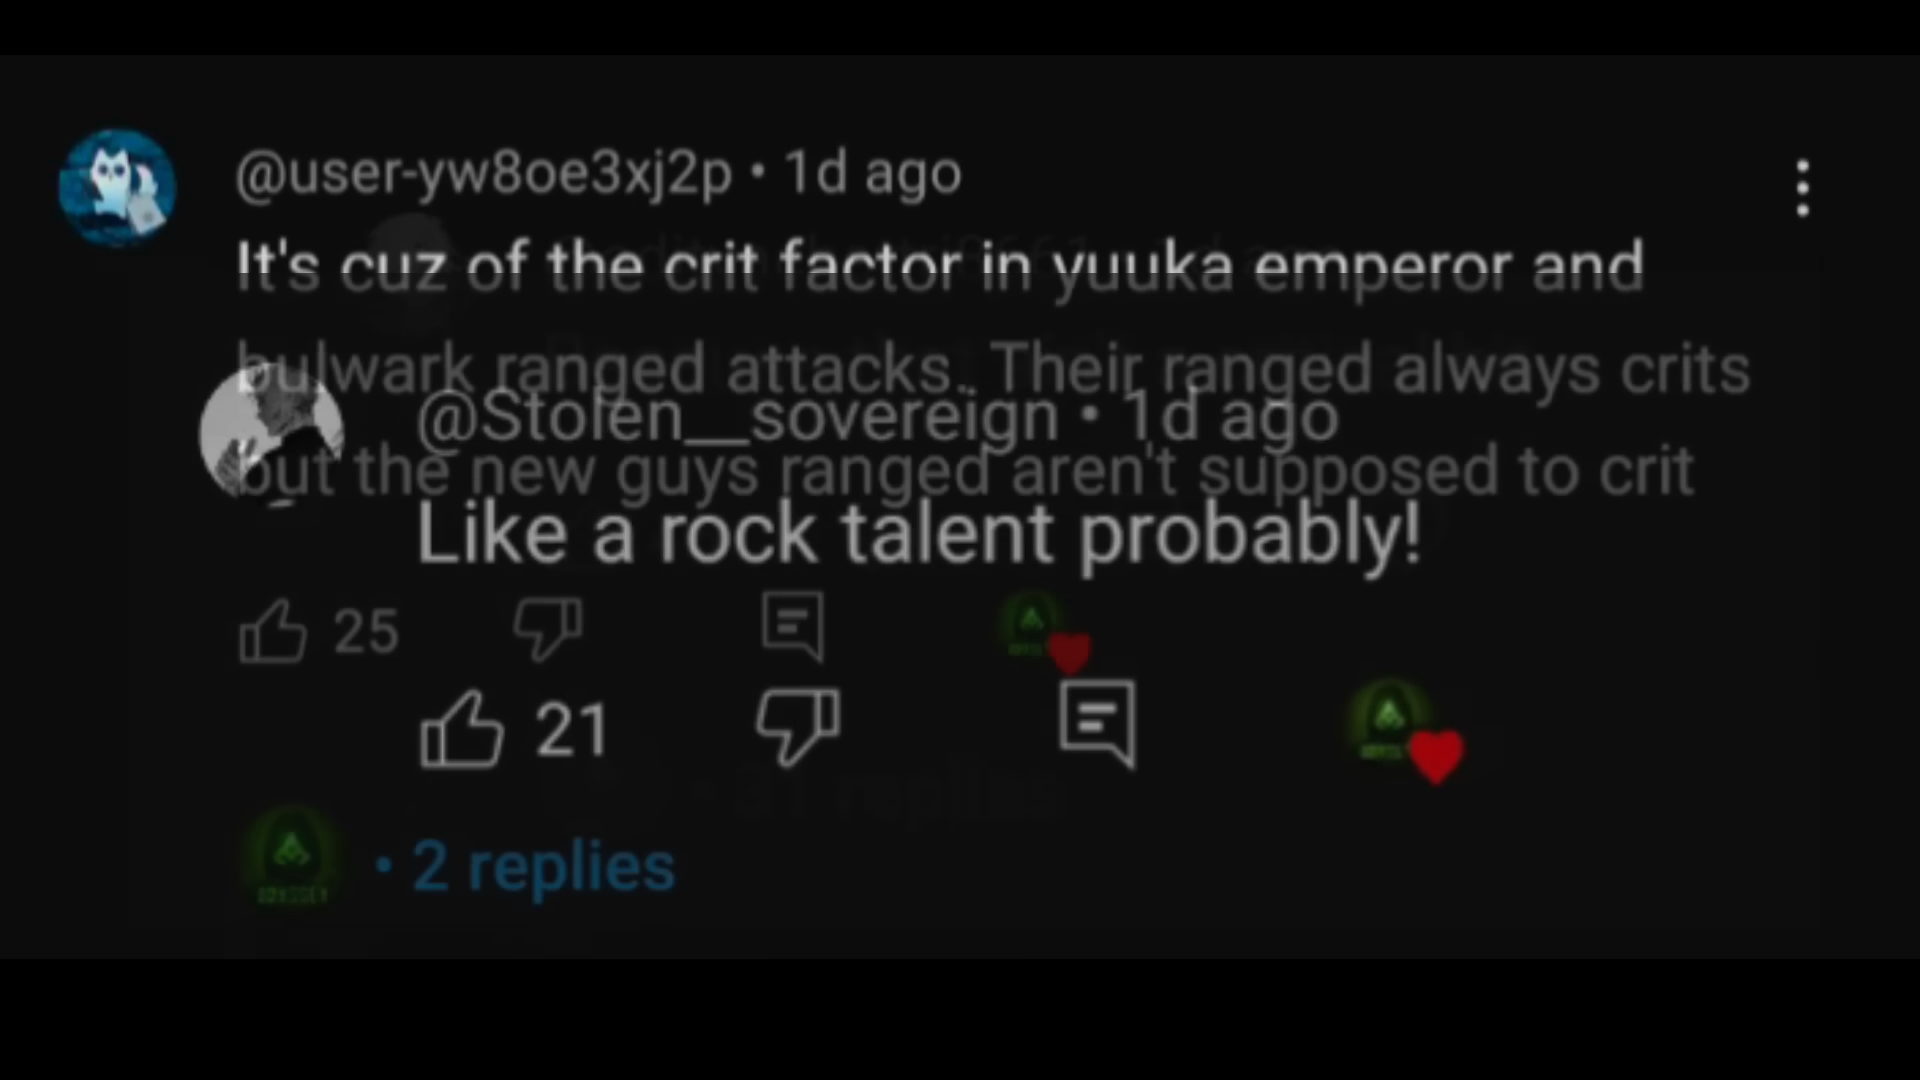 @user-yw8oe3xj2p • 1d ago
It's cuz of the crit factor in yuuka emperor and
bulwark ranged attacks. Their ranged always crits
but the new guys ranged aren't supposed to crit
25
• 2 replies
@Stolen__sovereign • 1d ago
Like a rock talent probably!
21
• 31 replies